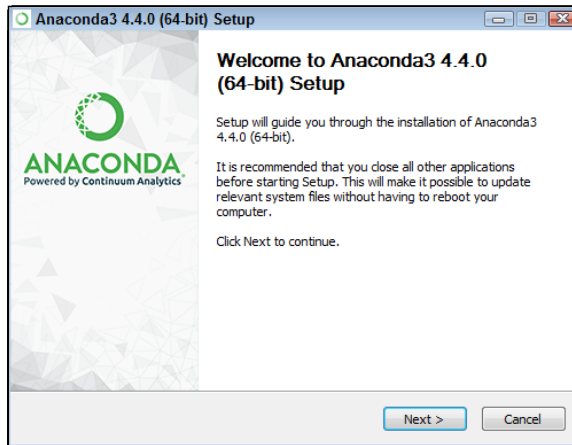 Anaconda3 4.4.0 (64-bit) Setup
ANACONDA
Powered by Continuum Analytics
Welcome to Anaconda3 4.4.0
(64-bit) Setup
Setup will guide you through the installation of Anaconda3
4.4.0 (64-bit).
It is recommended that you close all other applications
before starting Setup. This will make it possible to update
relevant system files without having to reboot your
computer.
Click Next to continue.
Next >
Cancel